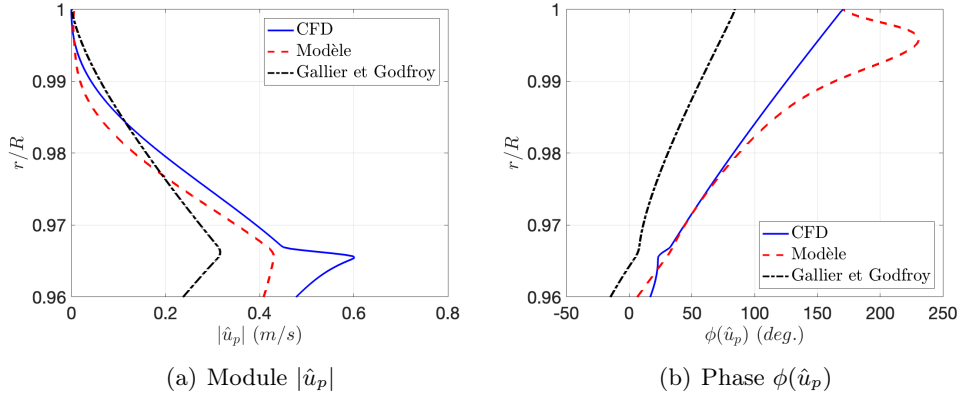 1
0.99
0.98
0.97
0.96
r/R
0
0.2
0.4
0.6
0.8
|û_p| (m/s)
CFD
Modèle
Gallier et Godfroy
(a) Module |û_p|
1
0.99
0.98
0.97
0.96
r/R
-50
0
50
100
150
200
250
ϕ(û_p) (deg.)
CFD
Modèle
Gallier et Godfroy
(b) Phase ϕ(û_p)